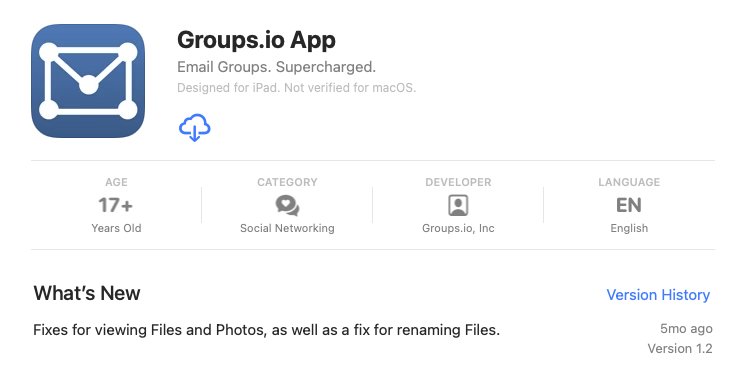 Groups.io App
Email Groups. Supercharged.
Designed for iPad. Not verified for macOS.
AGE
17+
Years Old
CATEGORY
Social Networking
DEVELOPER
Groups.io, Inc
LANGUAGE
EN
English
What's New
Version History
Fixes for viewing Files and Photos, as well as a fix for renaming Files.
5mo ago
Version 1.2